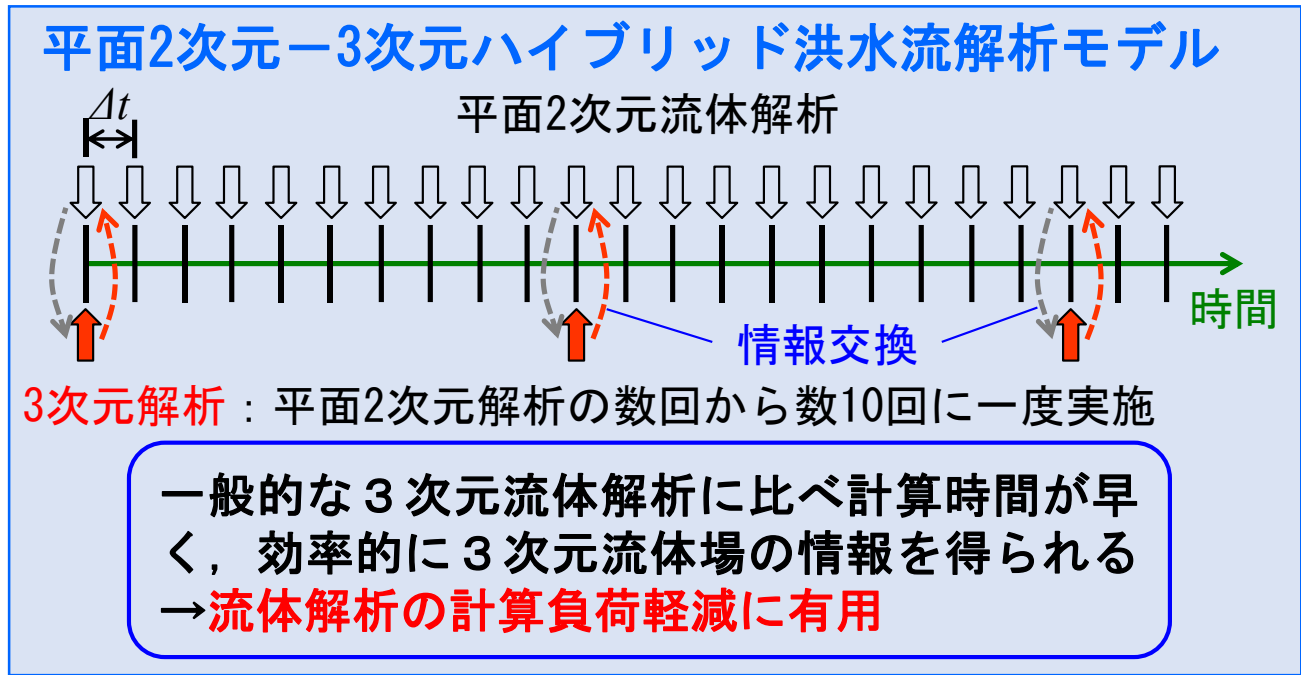 平面2次元－3次元ハイブリッド洪水流解析モデル
Δt
平面2次元流体解析
時間
情報交換
3次元解析：平面2次元解析の数回から数10回に一度実施
一般的な３次元流体解析に比べ計算時間が早
く，効率的に３次元流体場の情報を得られる
→流体解析の計算負荷軽減に有用